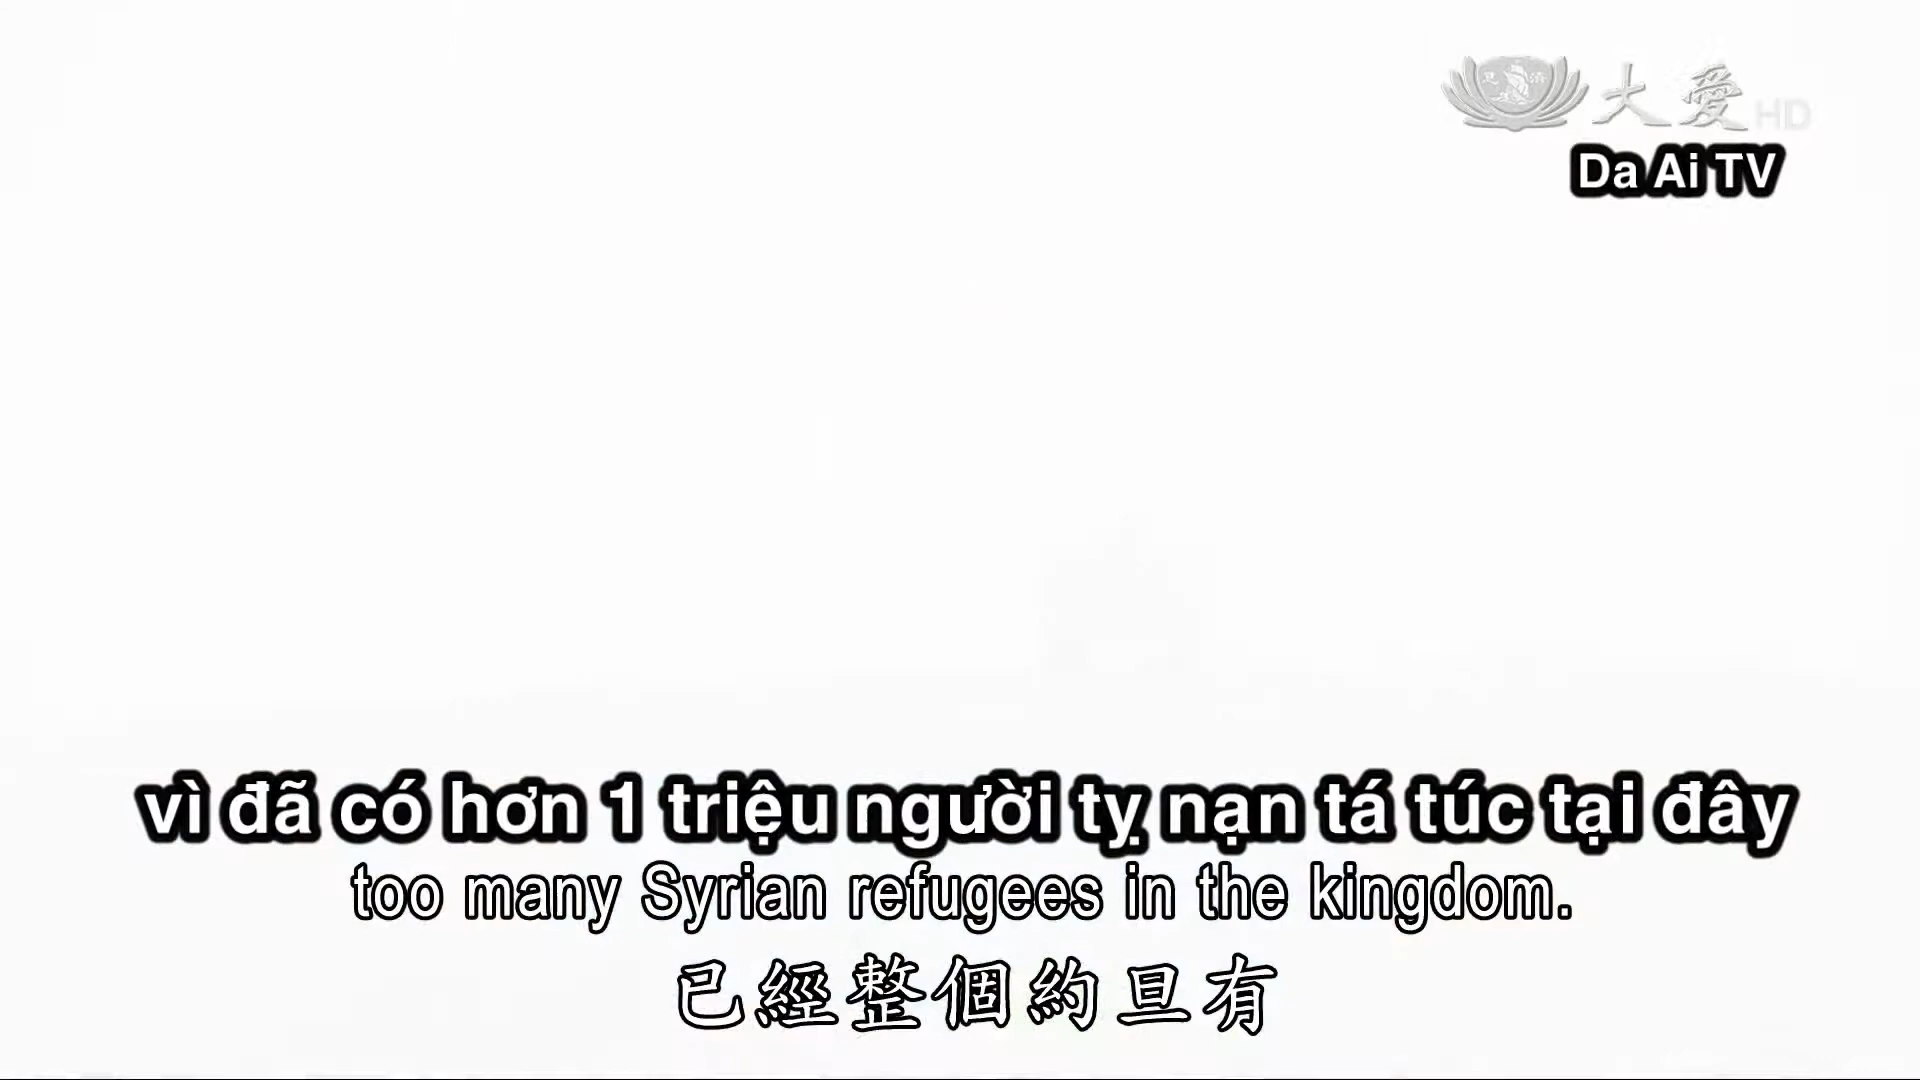 大愛HD
Da Ai TV
vì đã có hơn 1 triệu người tỵ nạn tá túc tại đây
too many Syrian refugees in the kingdom.
已經整個約旦有